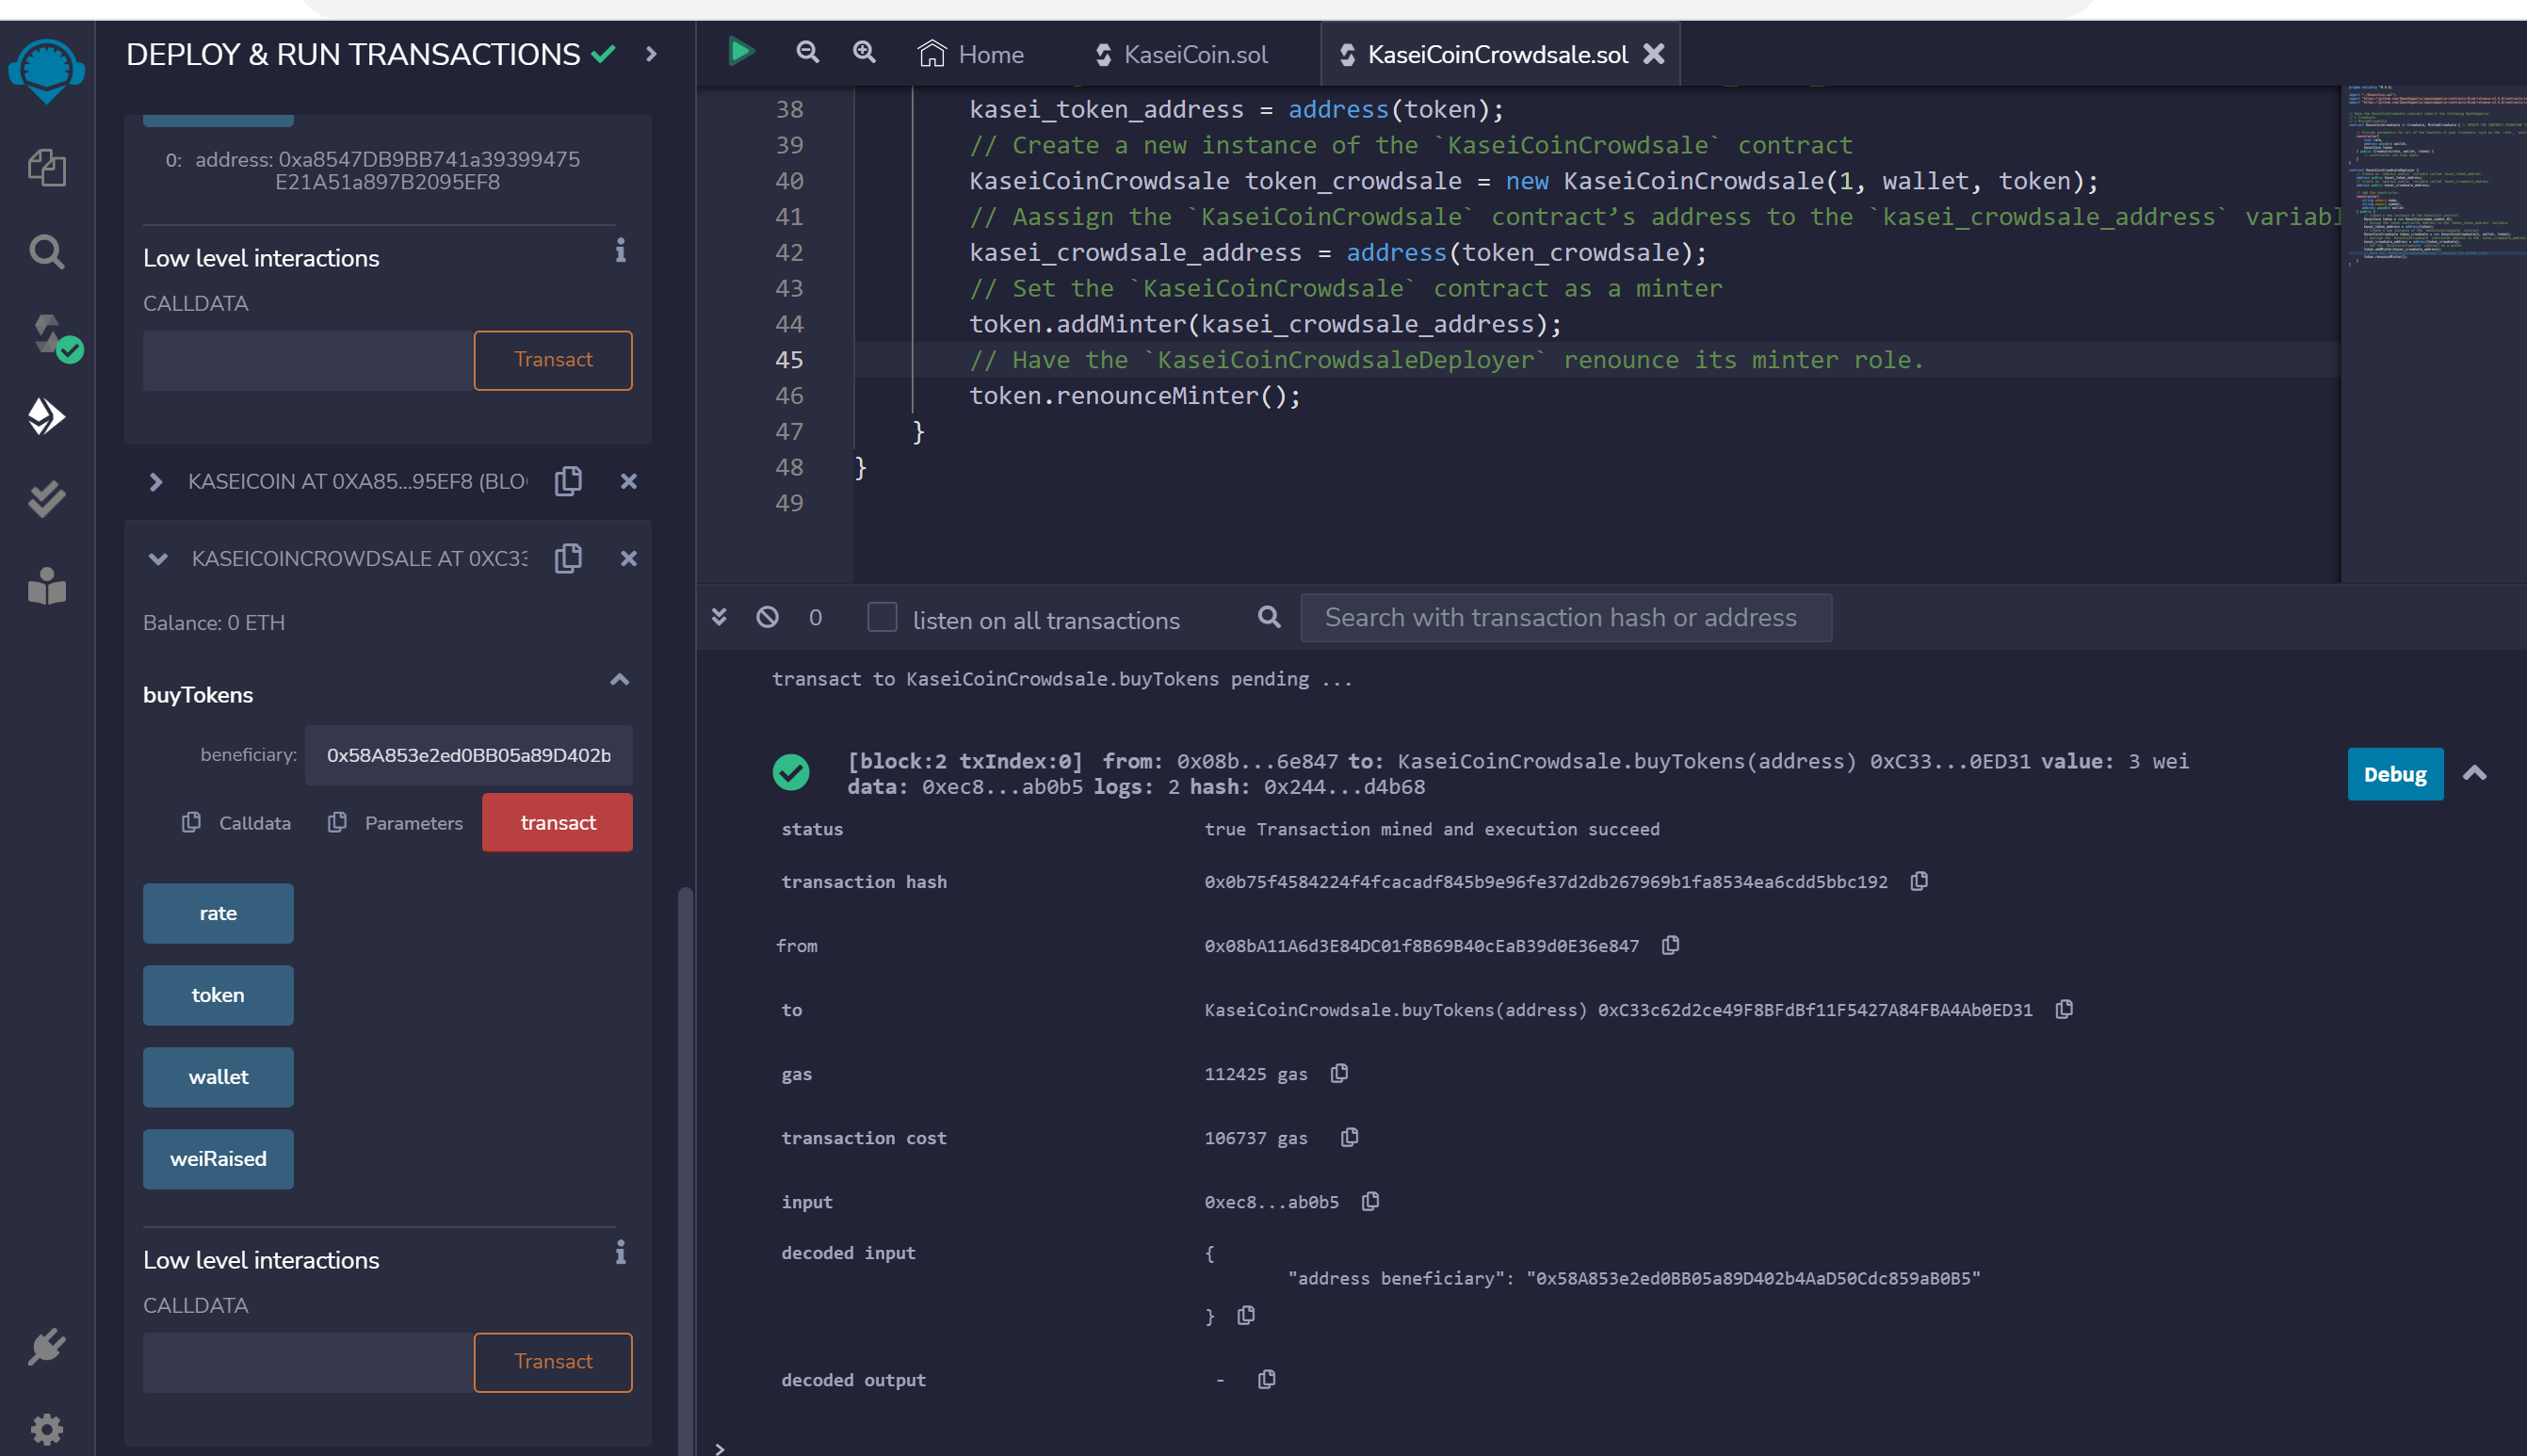 DEPLOY & RUN TRANSACTIONS
0: address: 0xa8547DB9BB741a39399475
E21A51a897B2095EF8
Low level interactions
CALLDATA
Transact
KASEICOIN AT 0XA85...95EF8 (BLO
KASEICOINCROWDSALE AT 0XC33
Balance: 0 ETH
buyTokens
beneficiary: 0x58A853e2ed0BB05a89D402b
Calldata Parameters transact
rate
token
wallet
weiRaised
Low level interactions
CALLDATA
Transact
Home KaseiCoin.sol KaseiCoinCrowdsale.sol
38 kasei_token_address = address(token);
39 // Create a new instance of the `KaseiCoinCrowdsale` contract
40 KaseiCoinCrowdsale token_crowdsale = new KaseiCoinCrowdsale(1, wallet, token);
41 // Aassign the `KaseiCoinCrowdsale` contract’s address to the `kasei_crowdsale_address` variabl
42 kasei_crowdsale_address = address(token_crowdsale);
43 // Set the `KaseiCoinCrowdsale` contract as a minter
44 token.addMinter(kasei_crowdsale_address);
45 // Have the `KaseiCoinCrowdsaleDeployer` renounce its minter role.
46 token.renounceMinter();
47 }
48 }
49
0 listen on all transactions Search with transaction hash or address
transact to KaseiCoinCrowdsale.buyTokens pending ...
[block:2 txIndex:0] from: 0x08b...6e847 to: KaseiCoinCrowdsale.buyTokens(address) 0xC33...0ED31 value: 3 wei
data: 0xec8...ab0b5 logs: 2 hash: 0x244...d4b68
Debug
status true Transaction mined and execution succeed
transaction hash 0x0b75f4584224f4fcacadf845b9e96fe37d2db267969b1fa8534ea6cdd5bbc192
from 0x08bA11A6d3E84DC01f8B69B40cEaB39d0E36e847
to KaseiCoinCrowdsale.buyTokens(address) 0xC33c62d2ce49F8BFdBf11F5427A84FBA4Ab0ED31
gas 112425 gas
transaction cost 106737 gas
input 0xec8...ab0b5
decoded input {
"address beneficiary": "0x58A853e2ed0BB05a89D402b4AaD50Cdc859aB0B5"
}
decoded output -
>